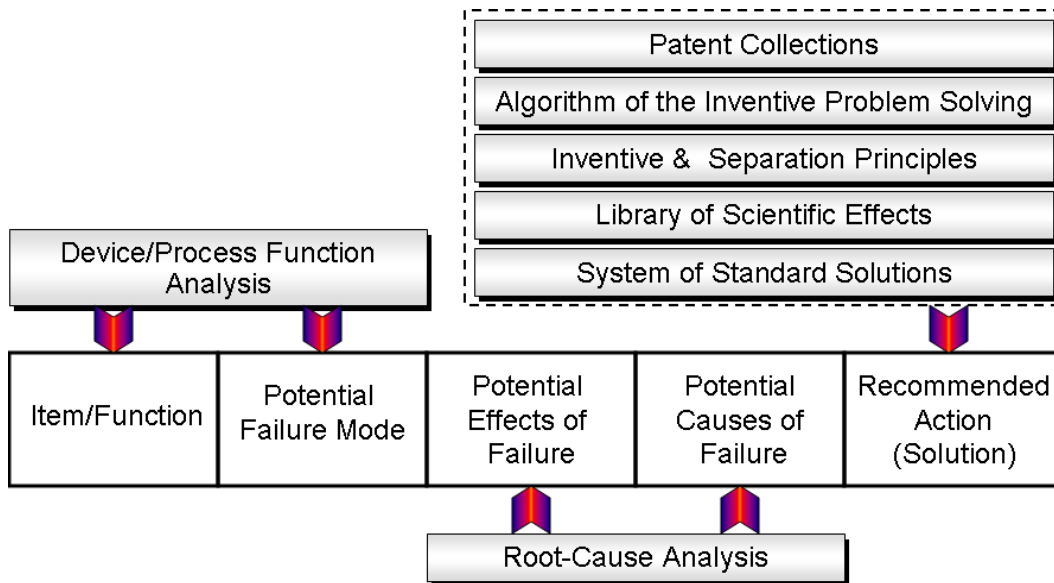 Patent Collections
Algorithm of the Inventive Problem Solving
Inventive & Separation Principles
Library of Scientific Effects
System of Standard Solutions
Device/Process Function
Analysis
Item/Function
Potential
Failure Mode
Potential
Effects of
Failure
Potential
Causes of
Failure
Recommended
Action
(Solution)
Root-Cause Analysis